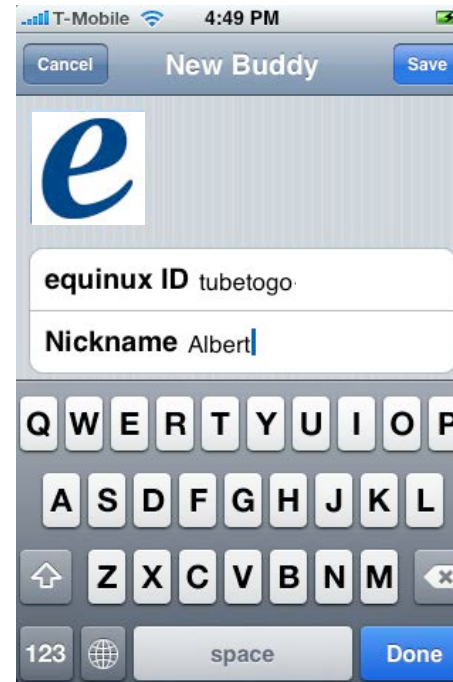 T-Mobile 4:49 PM
Cancel New Buddy Save
e
equinux ID tubetogo
Nickname Albert
Q W E R T Y U I O P
A S D F G H J K L
Z X C V B N M
123 space Done